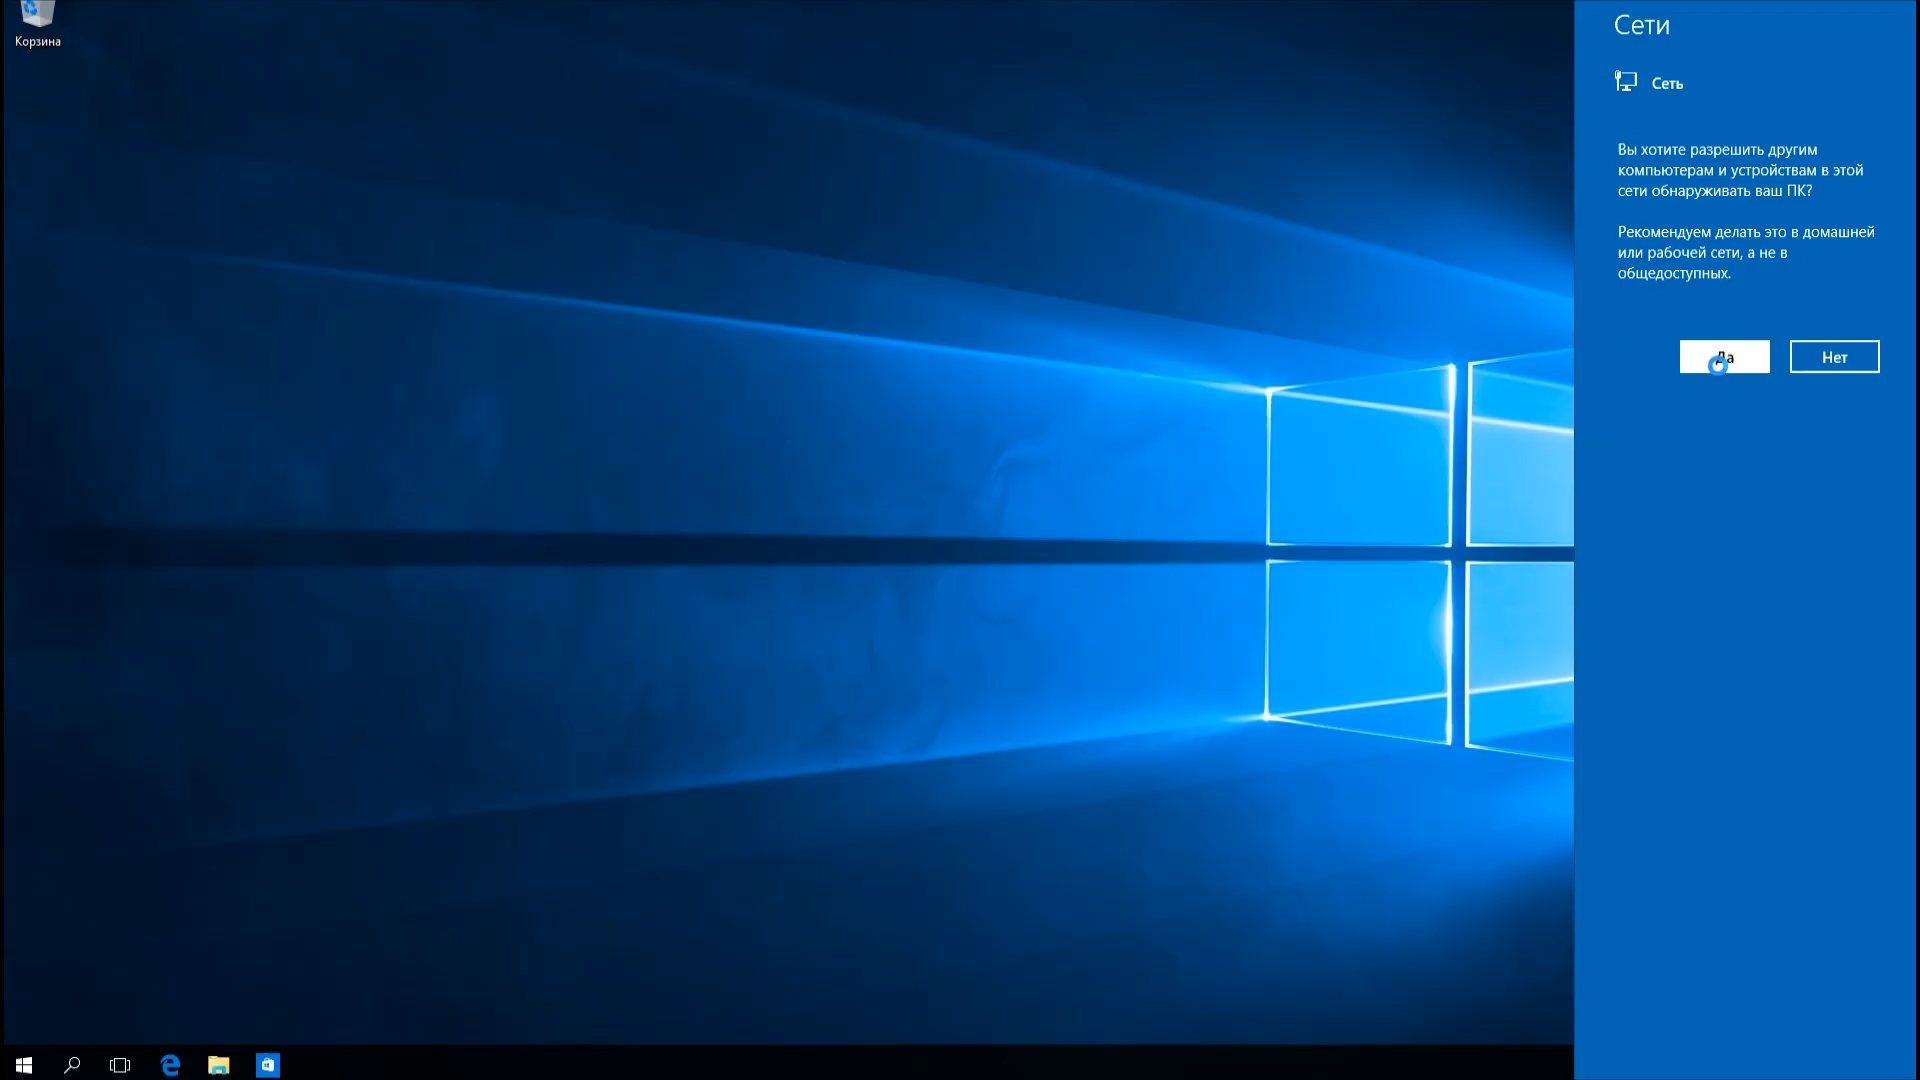 Корзина
Сети
Сеть
Вы хотите разрешить другим
компьютерам и устройствам в этой
сети обнаруживать ваш ПК?
Рекомендуем делать это в домашней
или рабочей сети, а не в
общедоступных.
Да
Нет